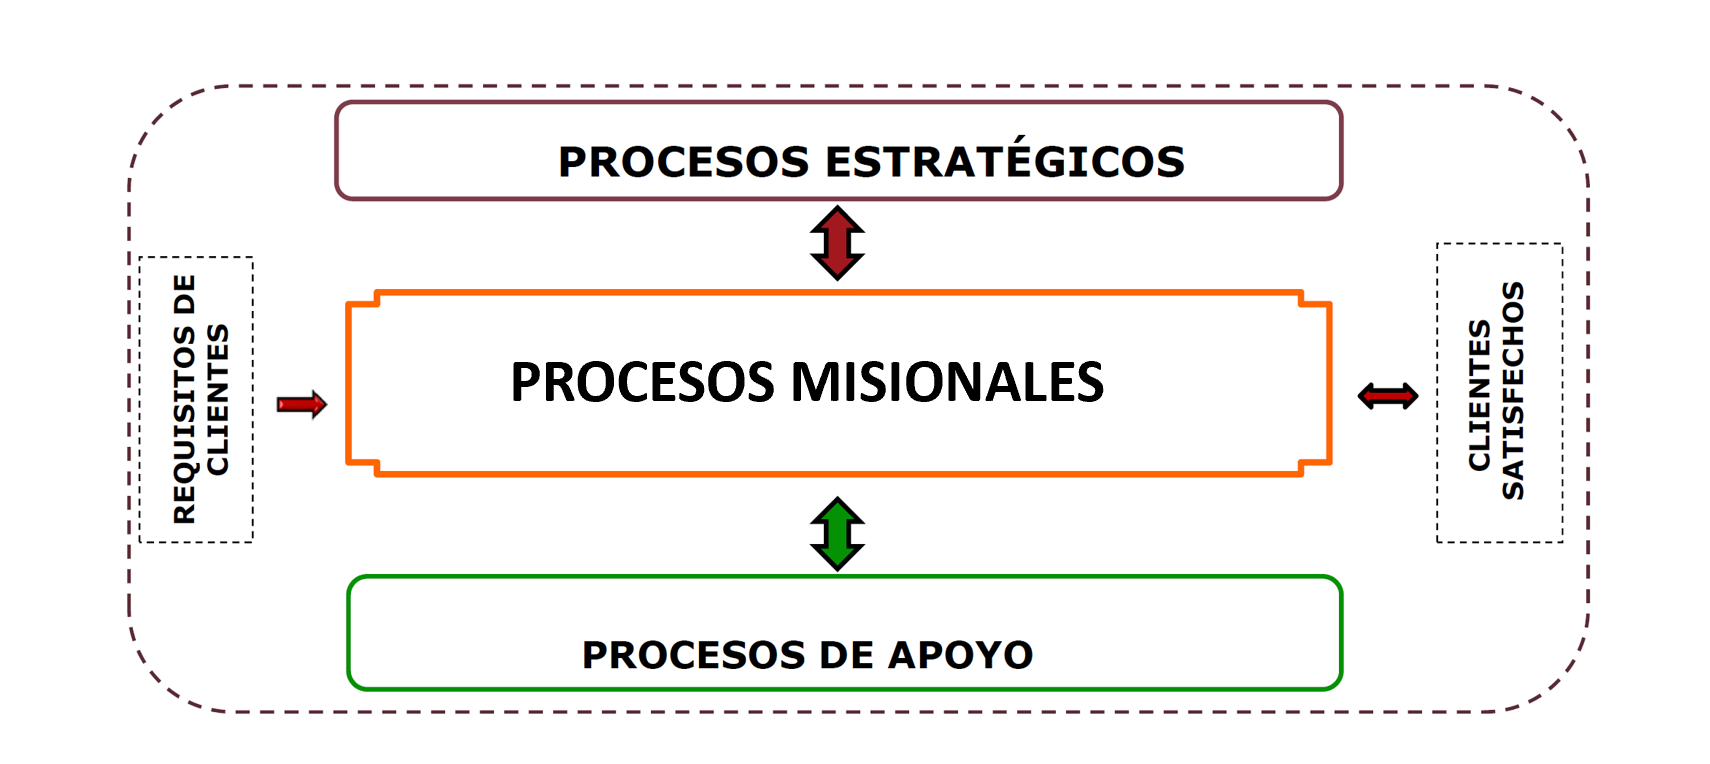 PROCESOS ESTRATÉGICOS
REQUISITOS DE
CLIENTES
PROCESOS MISIONALES
CLIENTES
SATISFECHOS
PROCESOS DE APOYO